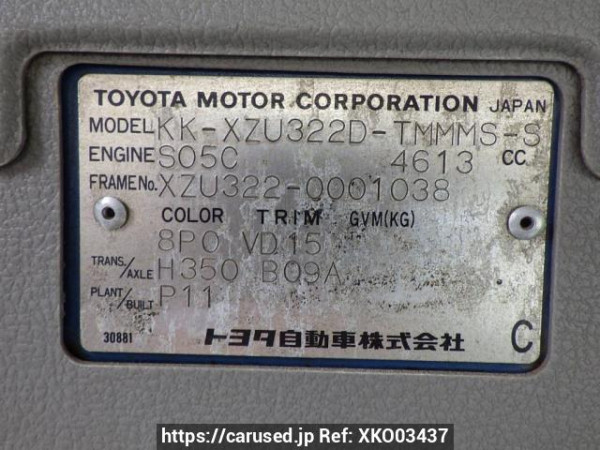 TOYOTA MOTOR CORPORATION JAPAN
MODEL KK-XZU322D-TMMMS-S
ENGINE S05C 4613 CC
FRAME No. XZU322-0001038
COLOR TRIM GVM(KG)
8P0 VD15
TRANS/AXLE H350 B09A
PLANT/BUILT P11
30881 トヨタ自動車株式会社 C
https://carused.jp Ref: XKO03437